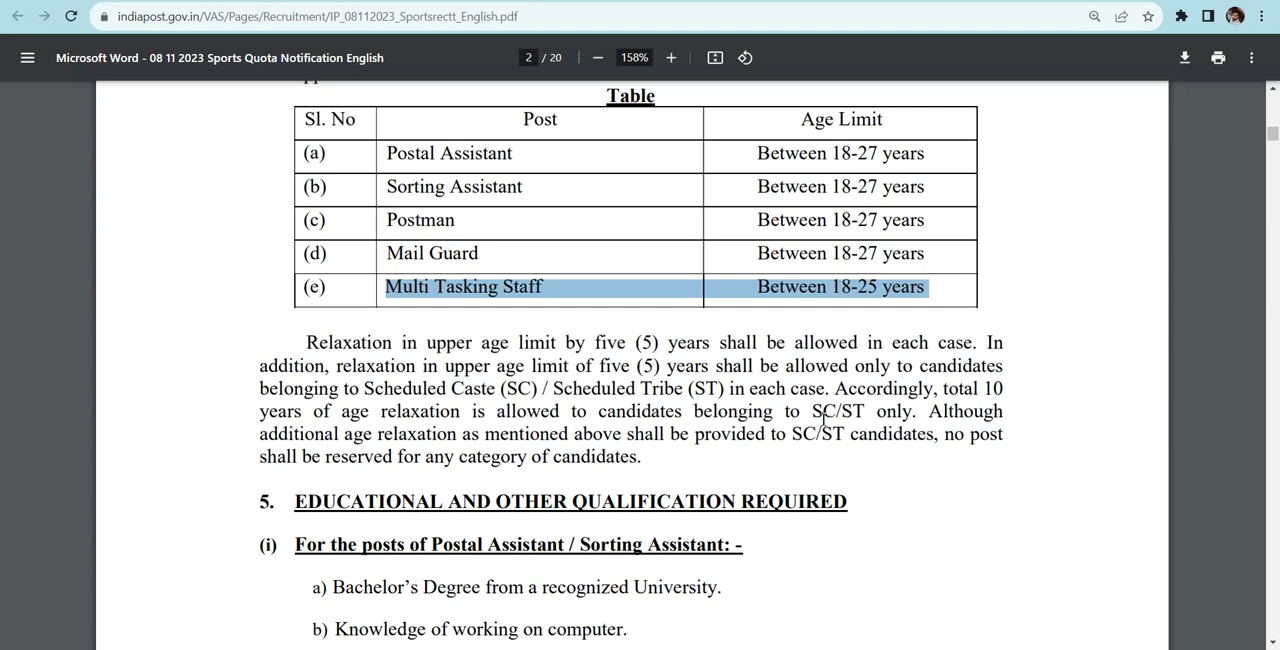 indiapost.gov.in/VAS/Pages/Recruitment/IP_08112023_Sportsrectt_English.pdf
Microsoft Word - 08 11 2023 Sports Quota Notification English
2 / 20
158%
Table
Sl. No Post Age Limit
(a) Postal Assistant Between 18-27 years
(b) Sorting Assistant Between 18-27 years
(c) Postman Between 18-27 years
(d) Mail Guard Between 18-27 years
(e) Multi Tasking Staff Between 18-25 years
Relaxation in upper age limit by five (5) years shall be allowed in each case. In
addition, relaxation in upper age limit of five (5) years shall be allowed only to candidates
belonging to Scheduled Caste (SC) / Scheduled Tribe (ST) in each case. Accordingly, total 10
years of age relaxation is allowed to candidates belonging to SC/ST only. Although
additional age relaxation as mentioned above shall be provided to SC/ST candidates, no post
shall be reserved for any category of candidates.
5. EDUCATIONAL AND OTHER QUALIFICATION REQUIRED
(i) For the posts of Postal Assistant / Sorting Assistant: -
a) Bachelor’s Degree from a recognized University.
b) Knowledge of working on computer.